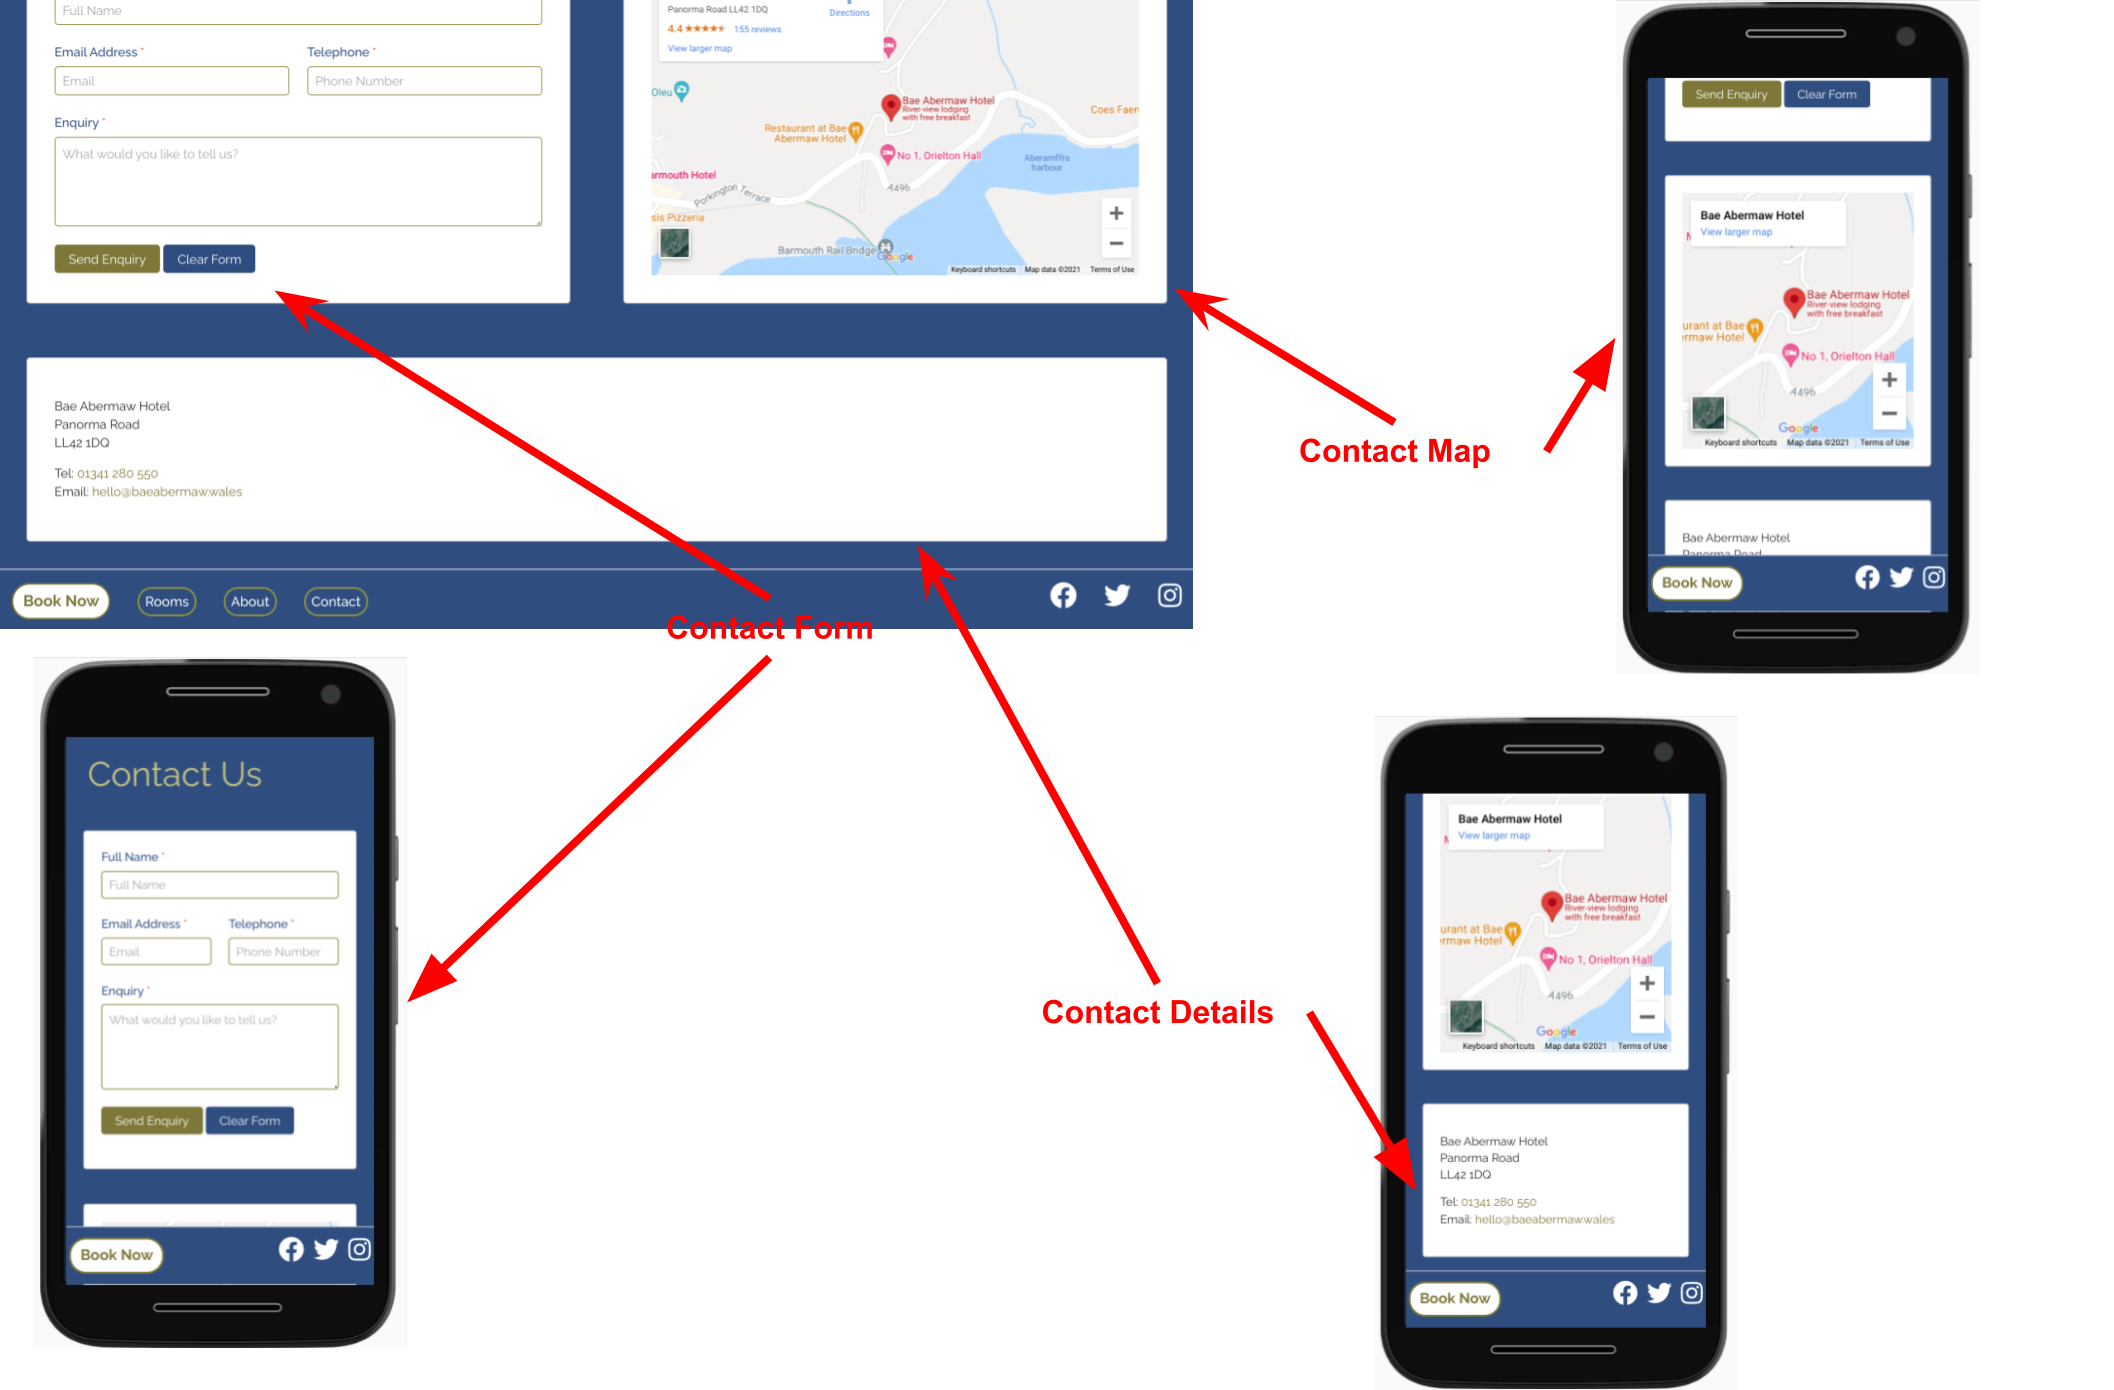 Full Name
Email Address *
Telephone *
Email
Phone Number
Enquiry *
What would you like to tell us?
Send Enquiry
Clear Form
Panorma Road LL42 1DQ
4.4
155 reviews
Directions
View larger map
Oleu
Bae Abermaw Hotel
River-view lodging
with free breakfast
Coes Faen
Restaurant at Bae
Abermaw Hotel
No 1, Orielton Hall
Aberamffra
harbour
armouth Hotel
Porkington Terrace
A496
sis Pizzeria
Barmouth Rail Bridge
Google
Keyboard shortcuts
Map data ©2021
Terms of Use
Bae Abermaw Hotel
Panorma Road
LL42 1DQ
Tel: 01341 280 550
Email: hello@baeabermaw.wales
Book Now
Rooms
About
Contact
Contact Form
Contact Map
Contact Details
Send Enquiry
Clear Form
Bae Abermaw Hotel
View larger map
Bae Abermaw Hotel
River-view lodging
with free breakfast
urant at Bae
ermaw Hotel
No 1, Orielton Hall
A496
Google
Keyboard shortcuts
Map data ©2021
Terms of Use
Bae Abermaw Hotel
Panorma Road
Book Now
Contact Us
Full Name *
Full Name
Email Address *
Telephone *
Email
Phone Number
Enquiry *
What would you like to tell us?
Send Enquiry
Clear Form
Book Now
Bae Abermaw Hotel
View larger map
Bae Abermaw Hotel
River-view lodging
with free breakfast
urant at Bae
ermaw Hotel
No 1, Orielton Hall
A496
Google
Keyboard shortcuts
Map data ©2021
Terms of Use
Bae Abermaw Hotel
Panorma Road
LL42 1DQ
Tel: 01341 280 550
Email: hello@baeabermaw.wales
Book Now